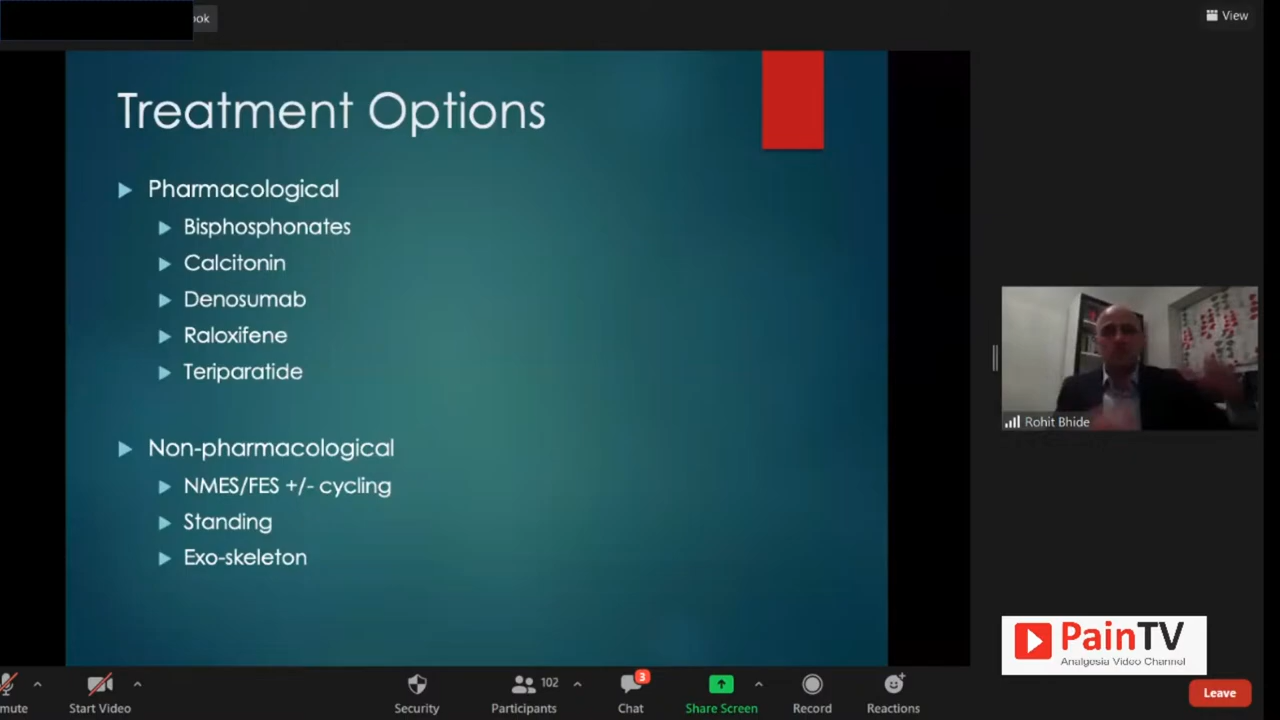 ook
View
Treatment Options
Pharmacological
Bisphosphonates
Calcitonin
Denosumab
Raloxifene
Teriparatide
Non-pharmacological
NMES/FES +/- cycling
Standing
Exo-skeleton
Rohit Bhide
PainTV
Analgesia Video Channel
mute
Start Video
Security
Participants
102
Chat
3
Share Screen
Record
Reactions
Leave